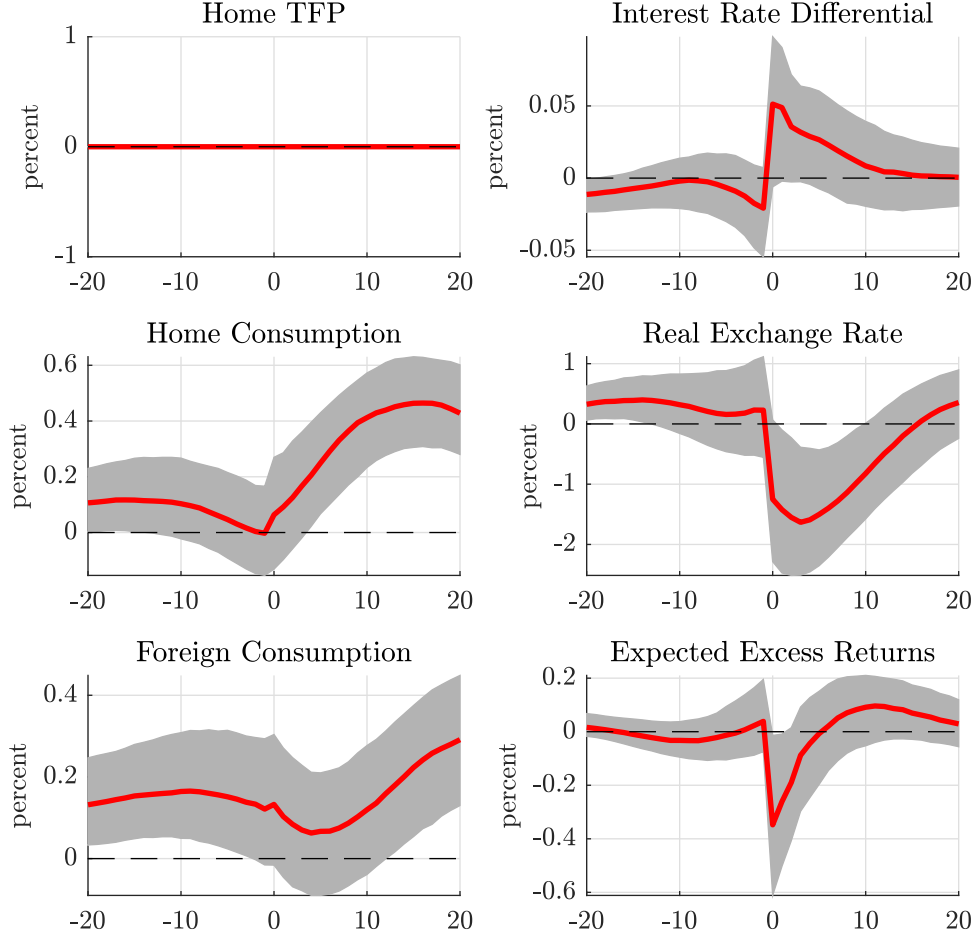 Home TFP
percent
1
0
-1
-20 -10 0 10 20
Interest Rate Differential
percent
0.05
0
-0.05
-20 -10 0 10 20
Home Consumption
percent
0.6
0.4
0.2
0
-20 -10 0 10 20
Real Exchange Rate
percent
1
0
-1
-2
-20 -10 0 10 20
Foreign Consumption
percent
0.4
0.2
0
-20 -10 0 10 20
Expected Excess Returns
percent
0.2
0
-0.2
-0.4
-0.6
-20 -10 0 10 20